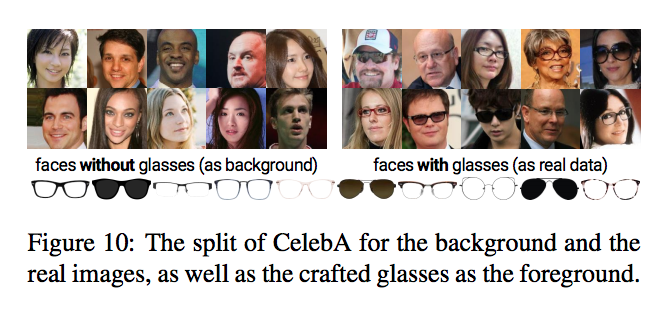 faces without glasses (as background)
faces with glasses (as real data)
Figure 10: The split of CelebA for the background and the
real images, as well as the crafted glasses as the foreground.